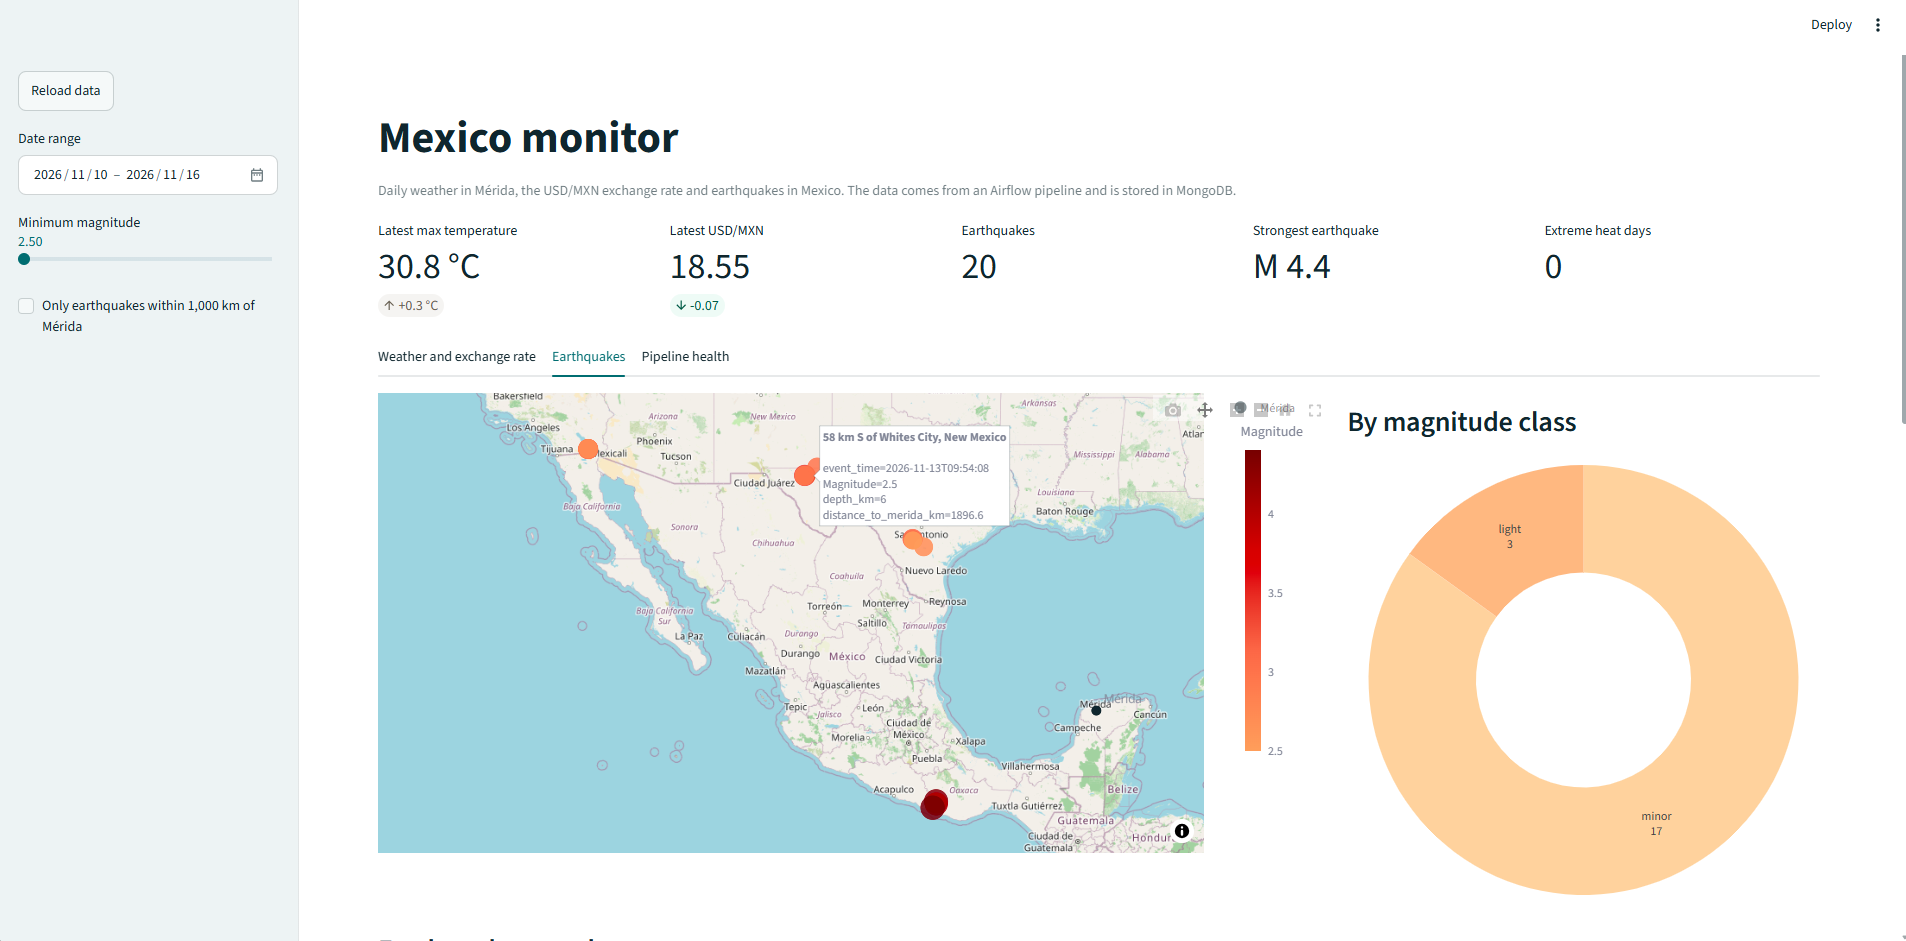 Deploy
Reload data
Date range
2026 / 11 / 10 – 2026 / 11 / 16
Minimum magnitude
2.50
Only earthquakes within 1,000 km of
Mérida
Mexico monitor
Daily weather in Mérida, the USD/MXN exchange rate and earthquakes in Mexico. The data comes from an Airflow pipeline and is stored in MongoDB.
Latest max temperature
30.8 °C
↑ +0.3 °C
Latest USD/MXN
18.55
↓ -0.07
Earthquakes
20
Strongest earthquake
M 4.4
Extreme heat days
0
Weather and exchange rate
Earthquakes
Pipeline health
Bakersfield
Los Angeles
Arizona
New Mexico
Arkansas
Phoenix
Tijuana
Mexicali
Tucson
Ciudad Juárez
58 km S of Whites City, New Mexico
event_time=2026-11-13T09:54:08
Magnitude=2.5
depth_km=6
distance_to_merida_km=1896.6
Mississippi
Alabama
Louisiana
Baton Rouge
Baja California
Sonora
Chihuahua
Nuevo Laredo
Coahuila
Torreón
Monterrey
Reynosa
Saltillo
Tamaulipas
Baja California
Sur
La Paz
Culiacán
Durango
Durango
México
Ciudad Victoria
Mazatlán
Aguascalientes
Tepic
Jalisco
León
Ciudad de
México
Morelia
Xalapa
Puebla
Mérida
Mérida
Cancún
Campeche
Villahermosa
Acapulco
Oaxaca
Tuxtla Gutiérrez
Belize
Guatemala
Ciudad de
Guatemala
Mérida
Magnitude
4
3.5
3
2.5
By magnitude class
light
3
minor
17